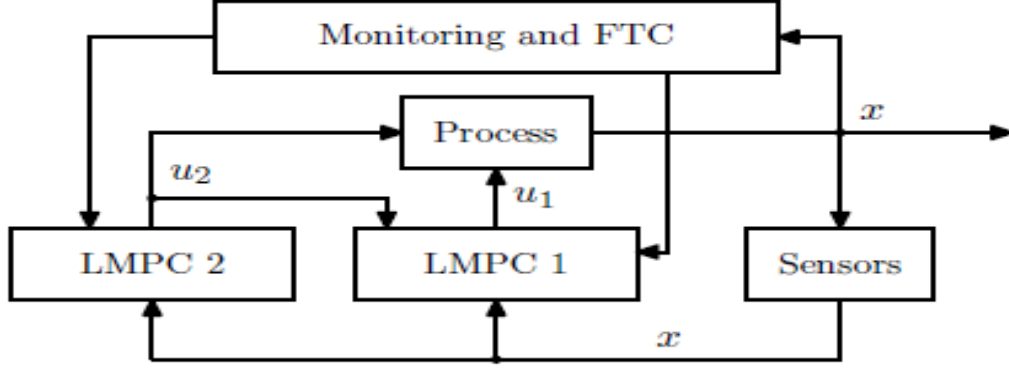 Monitoring and FTC
x
Process
u₂
u₁
LMPC 2
LMPC 1
Sensors
x